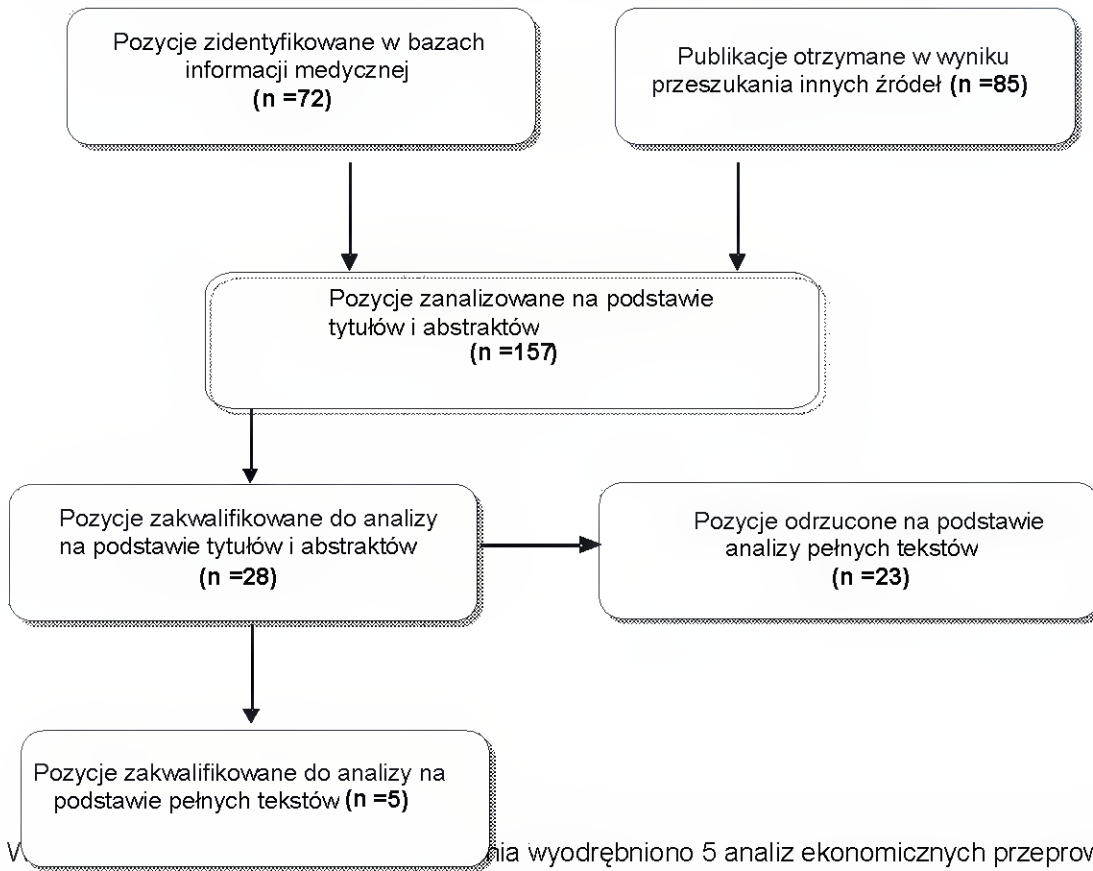 Pozycje zidentyfikowane w bazach
informacji medycznej
(n =72)
Publikacje otrzymane w wyniku
przeszukania innych źródeł (n =85)
Pozycje zanalizowane na podstawie
tytułów i abstraktów
(n =157)
Pozycje zakwalifikowane do analizy
na podstawie tytułów i abstraktów
(n =28)
Pozycje odrzucone na podstawie
analizy pełnych tekstów
(n =23)
Pozycje zakwalifikowane do analizy na
podstawie pełnych tekstów (n =5)
wyodrębniono 5 analiz ekonomicznych